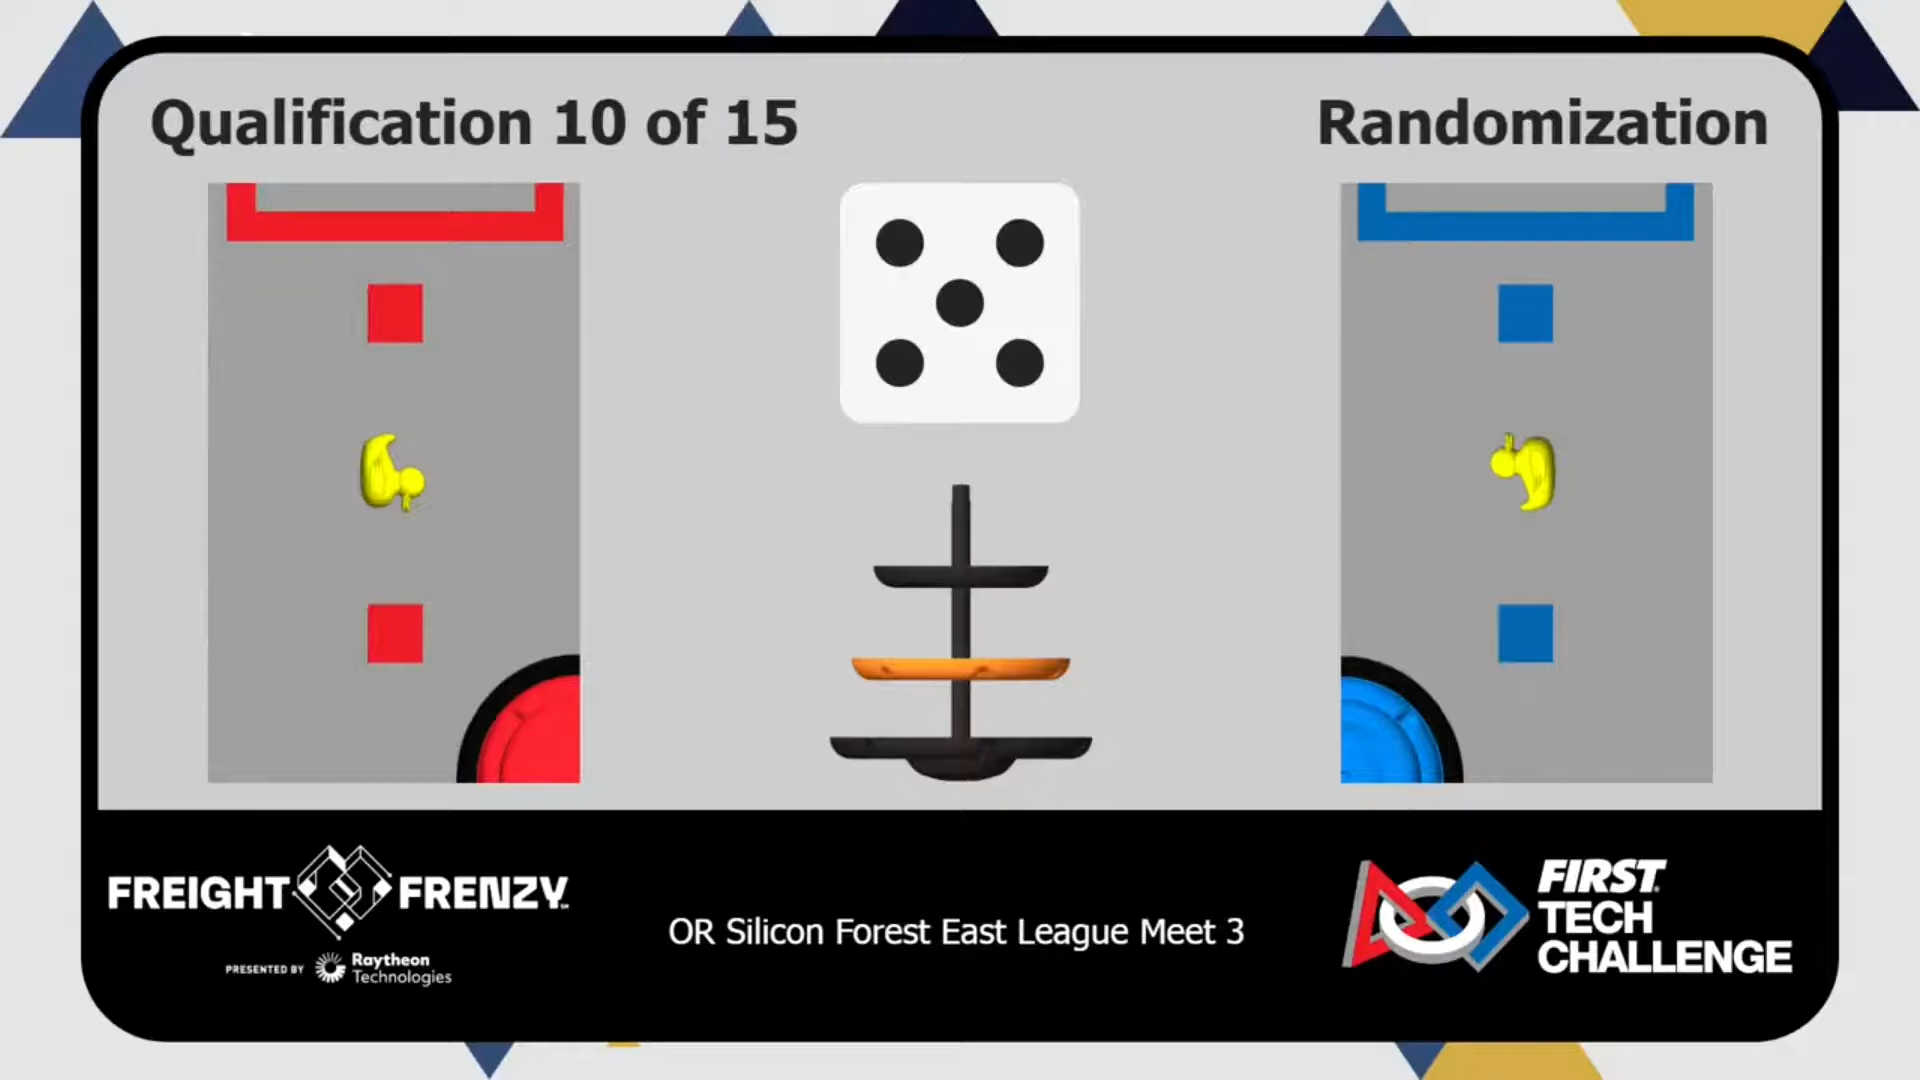 Qualification 10 of 15
Randomization
FREIGHT FRENZY
PRESENTED BY Raytheon
Technologies
OR Silicon Forest East League Meet 3
FIRST
TECH
CHALLENGE